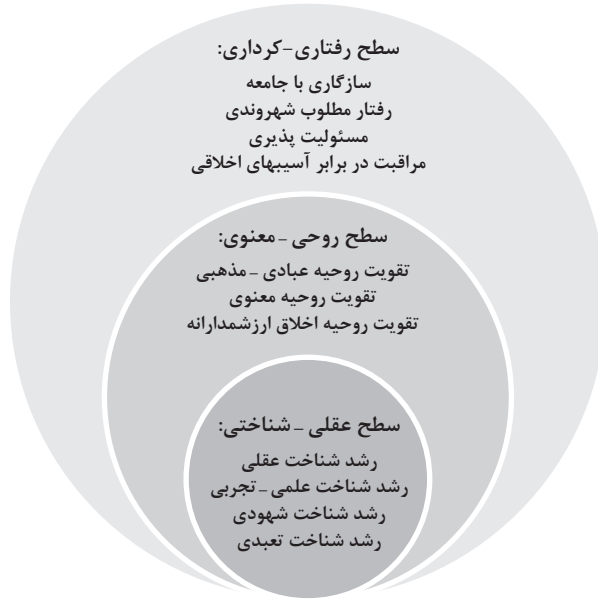 سطح رفتاری-کرداری:
سازگاری با جامعه
رفتار مطلوب شهروندی
مسئولیت پذیری
مراقبت در برابر آسیبهای اخلاقی
سطح روحی - معنوی:
تقویت روحیه عبادی - مذهبی
تقویت روحیه معنوی
تقویت روحیه اخلاق ارزشمدارانه
سطح عقلی - شناختی:
رشد شناخت عقلی
رشد شناخت علمی - تجربی
رشد شناخت شهودی
رشد شناخت تعبدی